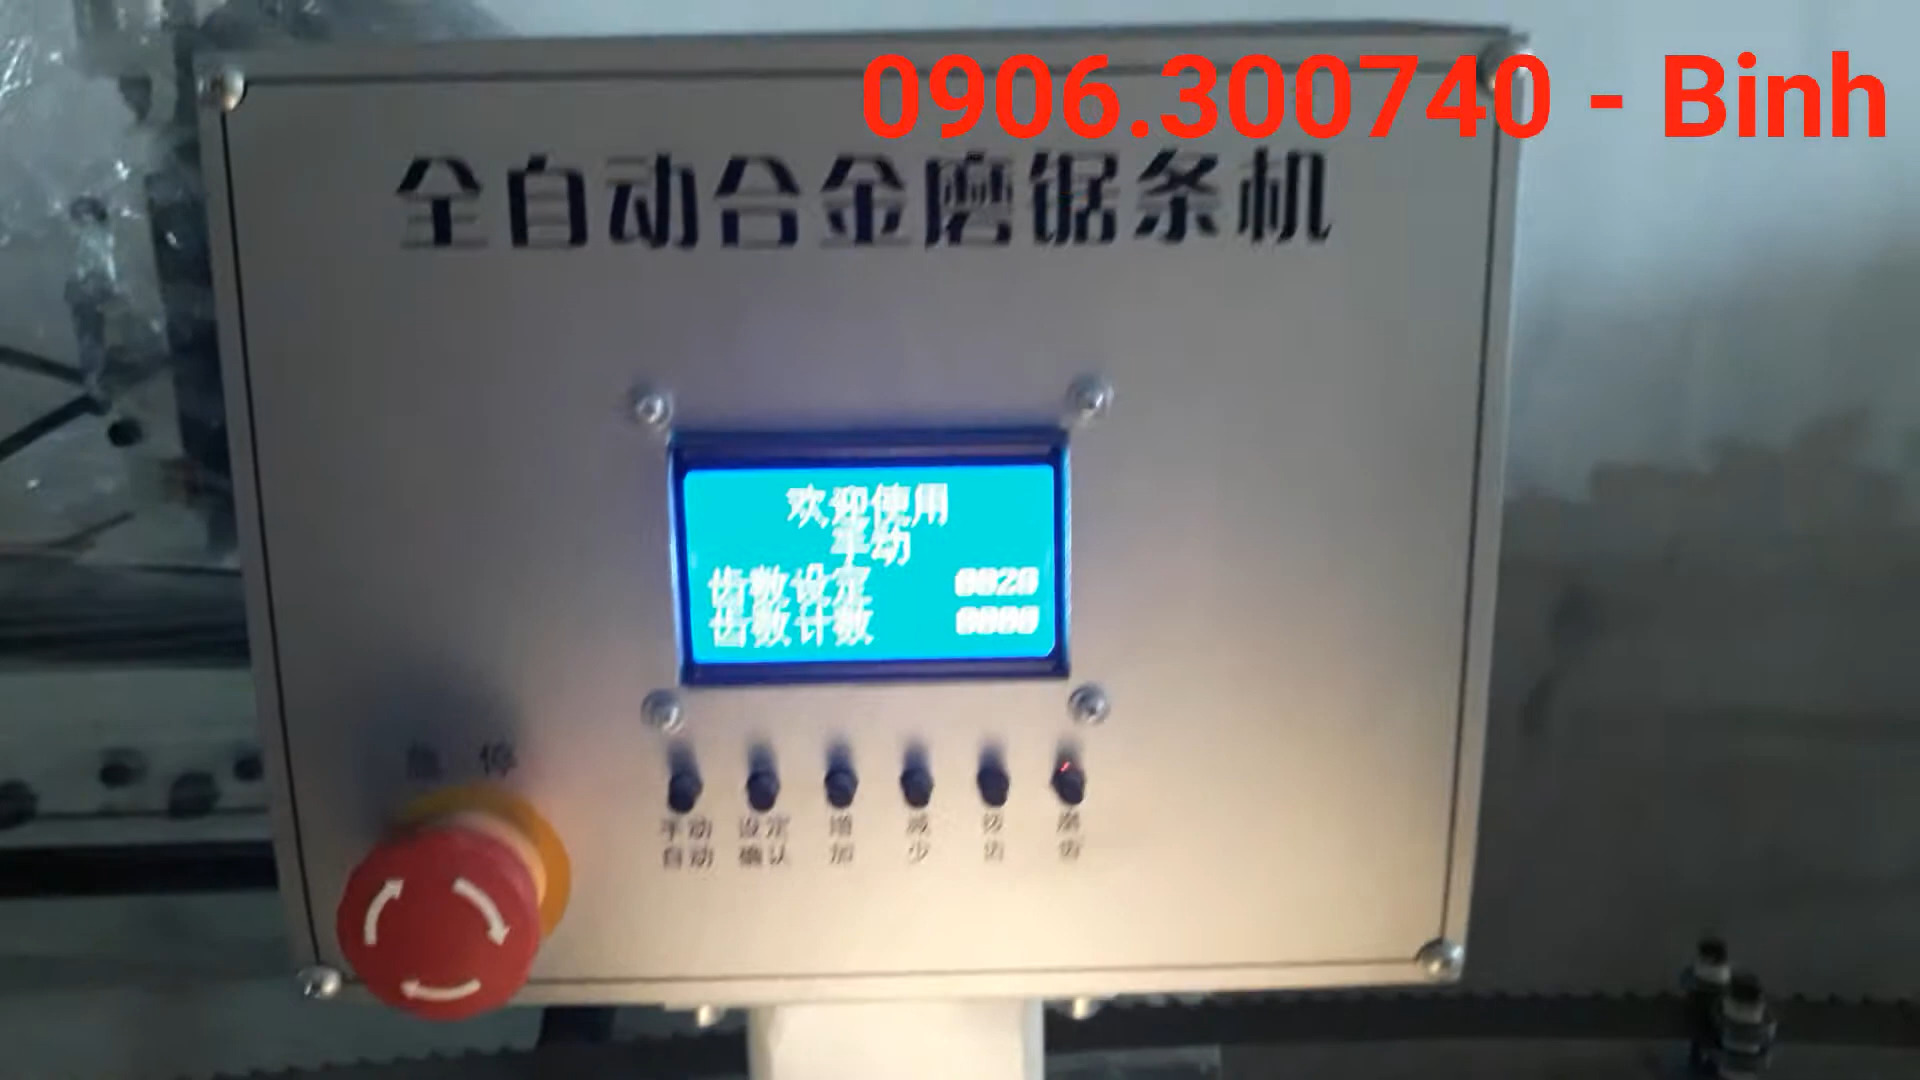 0906.300740 - Binh
全自动合金磨锯条机
欢迎使用
手动
齿数设定 0020
齿数计数 0000
急 停
手动 设定 增 减 拨 磨
自动 确认 加 少 齿 齿